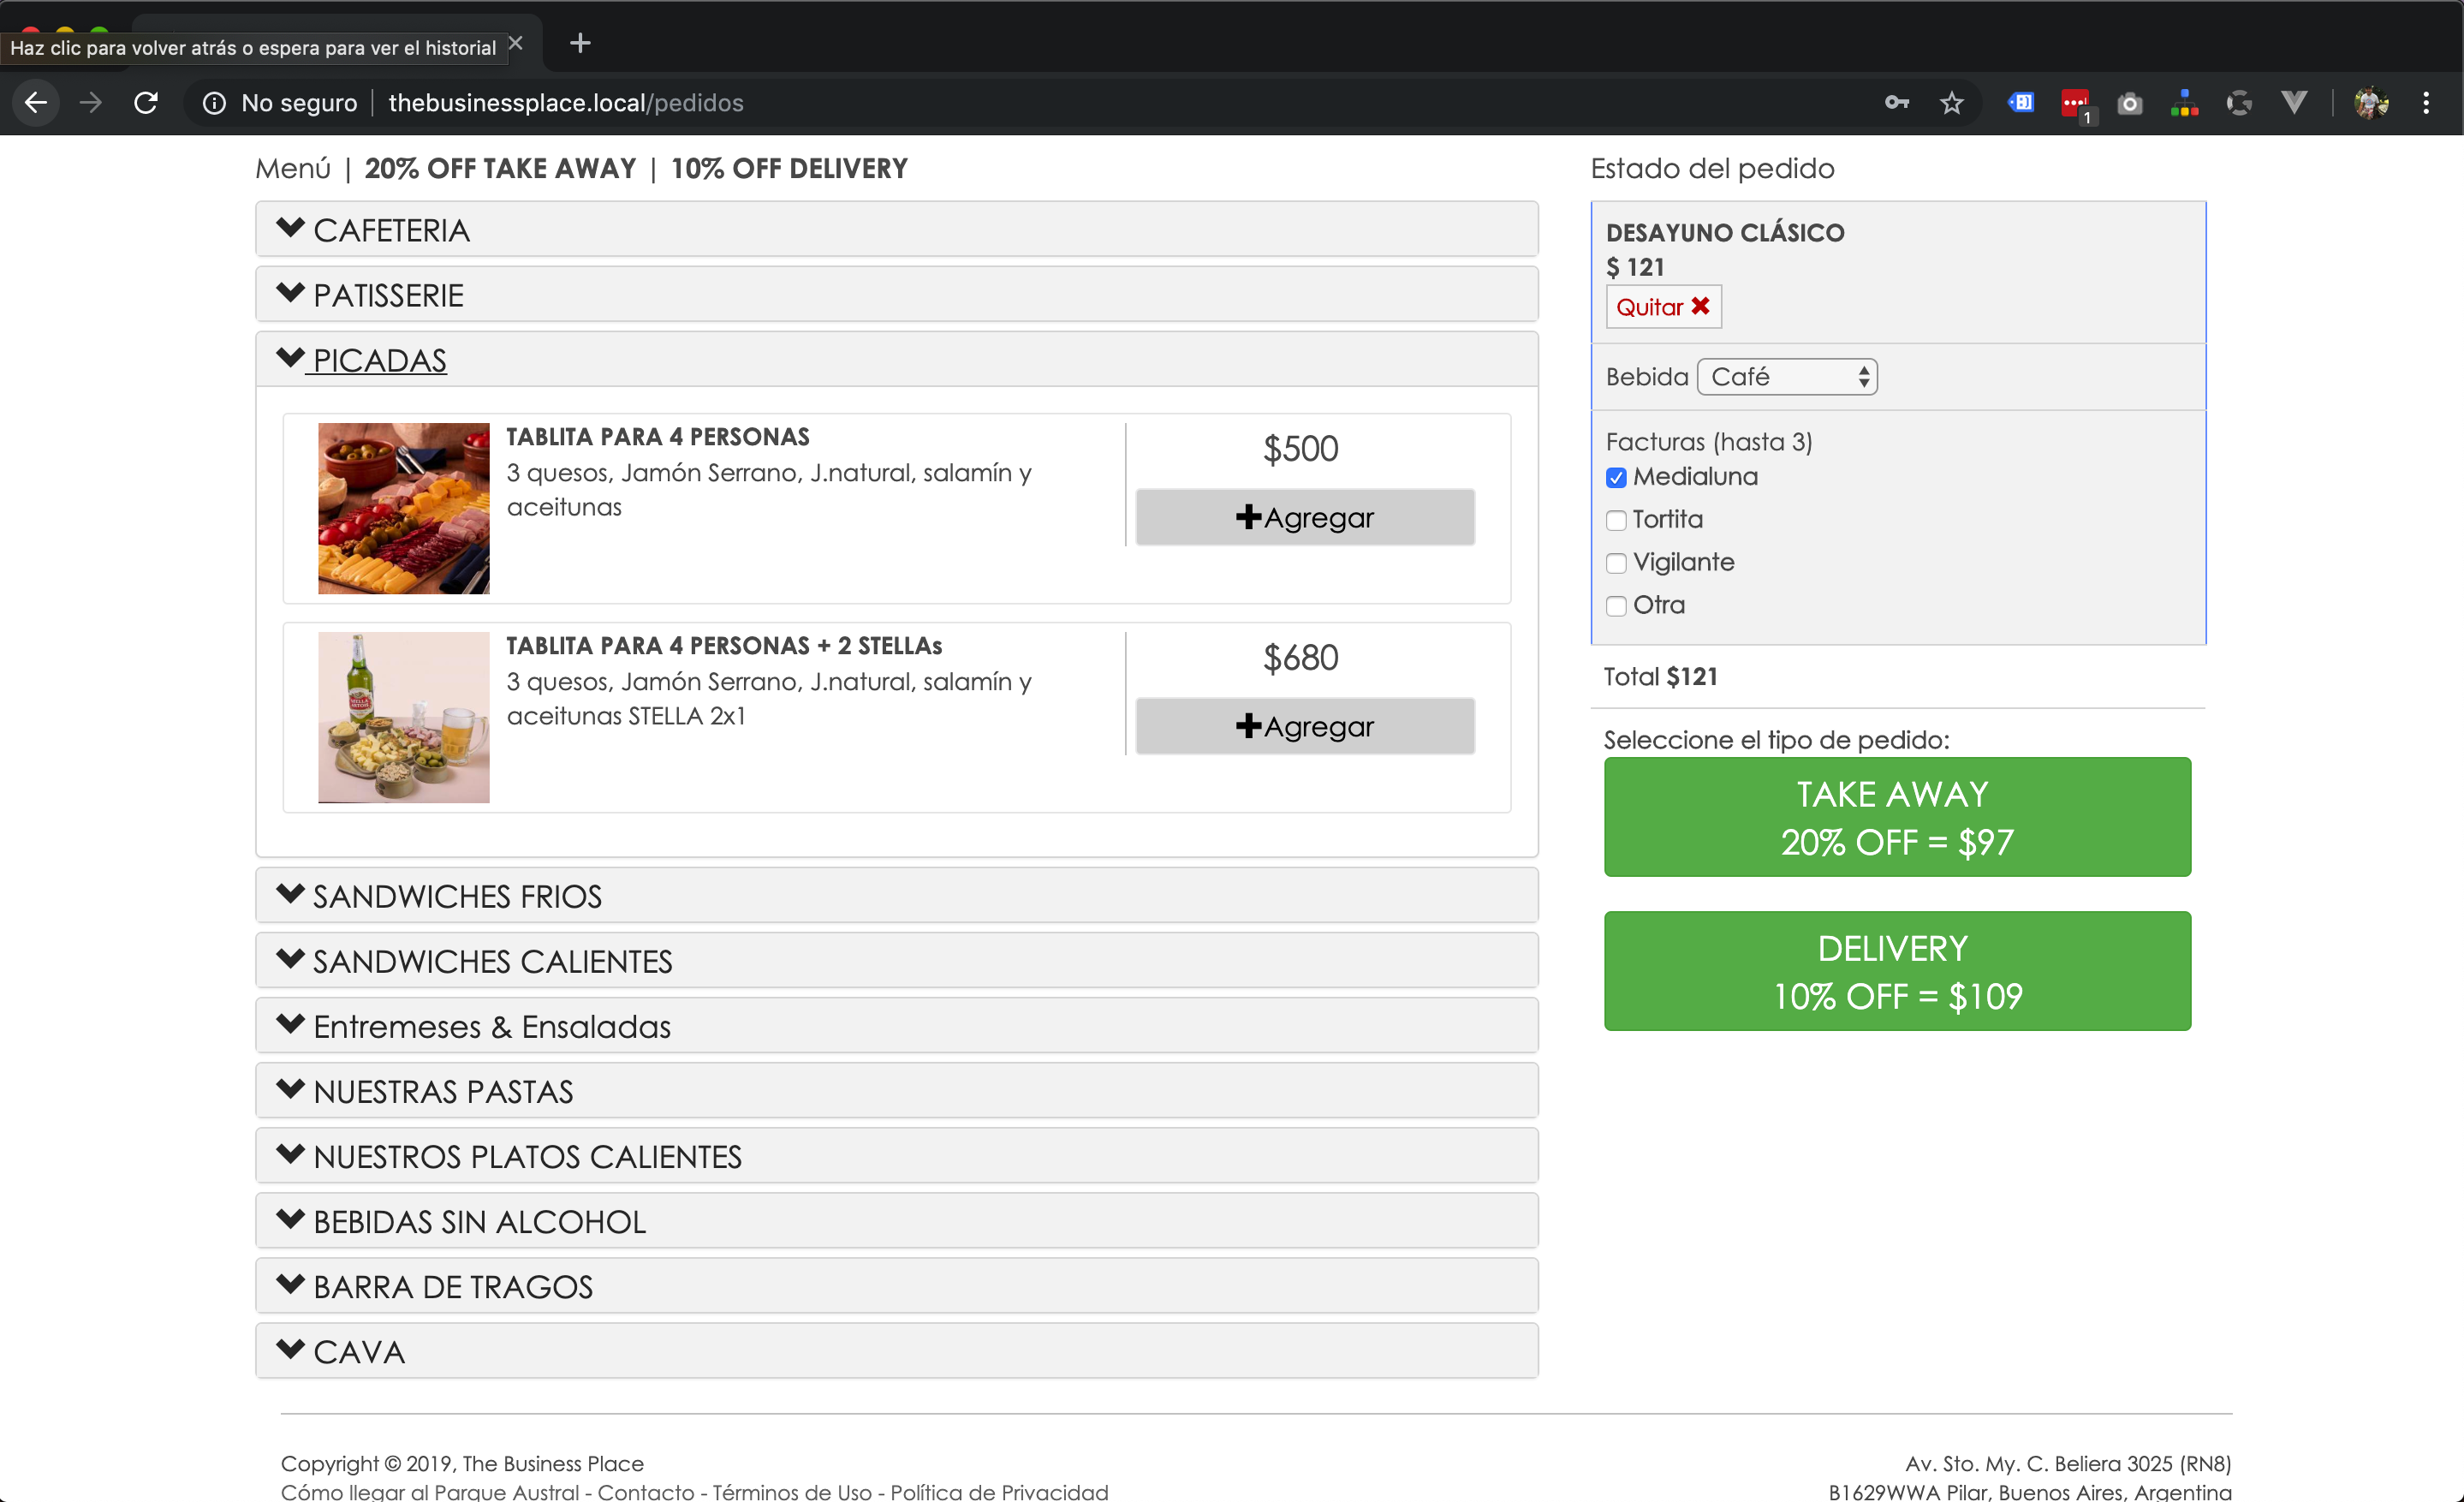 Haz clic para volver atrás o espera para ver el historial
No seguro
thebusinessplace.local/pedidos
1
Menú | 20% OFF TAKE AWAY | 10% OFF DELIVERY
CAFETERIA
PATISSERIE
PICADAS
TABLITA PARA 4 PERSONAS
3 quesos, Jamón Serrano, J.natural, salamín y
aceitunas
$500
Agregar
TABLITA PARA 4 PERSONAS + 2 STELLAs
3 quesos, Jamón Serrano, J.natural, salamín y
aceitunas STELLA 2x1
$680
Agregar
SANDWICHES FRIOS
SANDWICHES CALIENTES
Entremeses & Ensaladas
NUESTRAS PASTAS
NUESTROS PLATOS CALIENTES
BEBIDAS SIN ALCOHOL
BARRA DE TRAGOS
CAVA
Estado del pedido
DESAYUNO CLÁSICO
$ 121
Quitar
Bebida Café
Facturas (hasta 3)
Medialuna
Tortita
Vigilante
Otra
Total $121
Seleccione el tipo de pedido:
TAKE AWAY
20% OFF = $97
DELIVERY
10% OFF = $109
Copyright © 2019, The Business Place
Cómo llegar al Parque Austral - Contacto - Términos de Uso - Política de Privacidad
Av. Sto. My. C. Beliera 3025 (RN8)
B1629WWA Pilar, Buenos Aires, Argentina